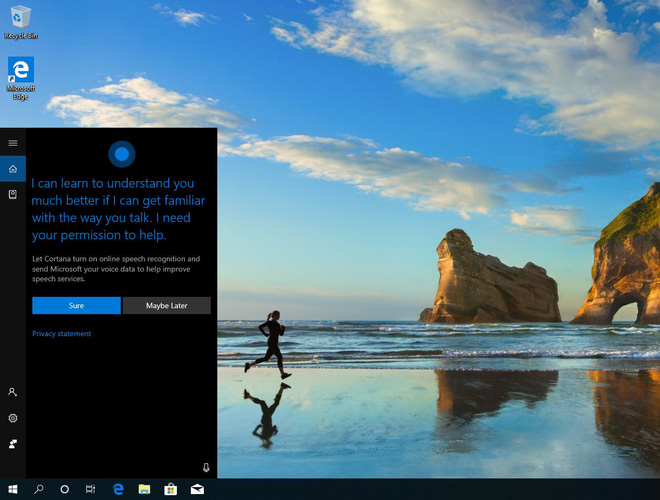 Recycle Bin
Microsoft
Edge
I can learn to understand you
much better if I can get familiar
with the way you talk. I need
your permission to help.
Let Cortana turn on online speech recognition and
send Microsoft your voice data to help improve
speech services.
Sure
Maybe Later
Privacy statement